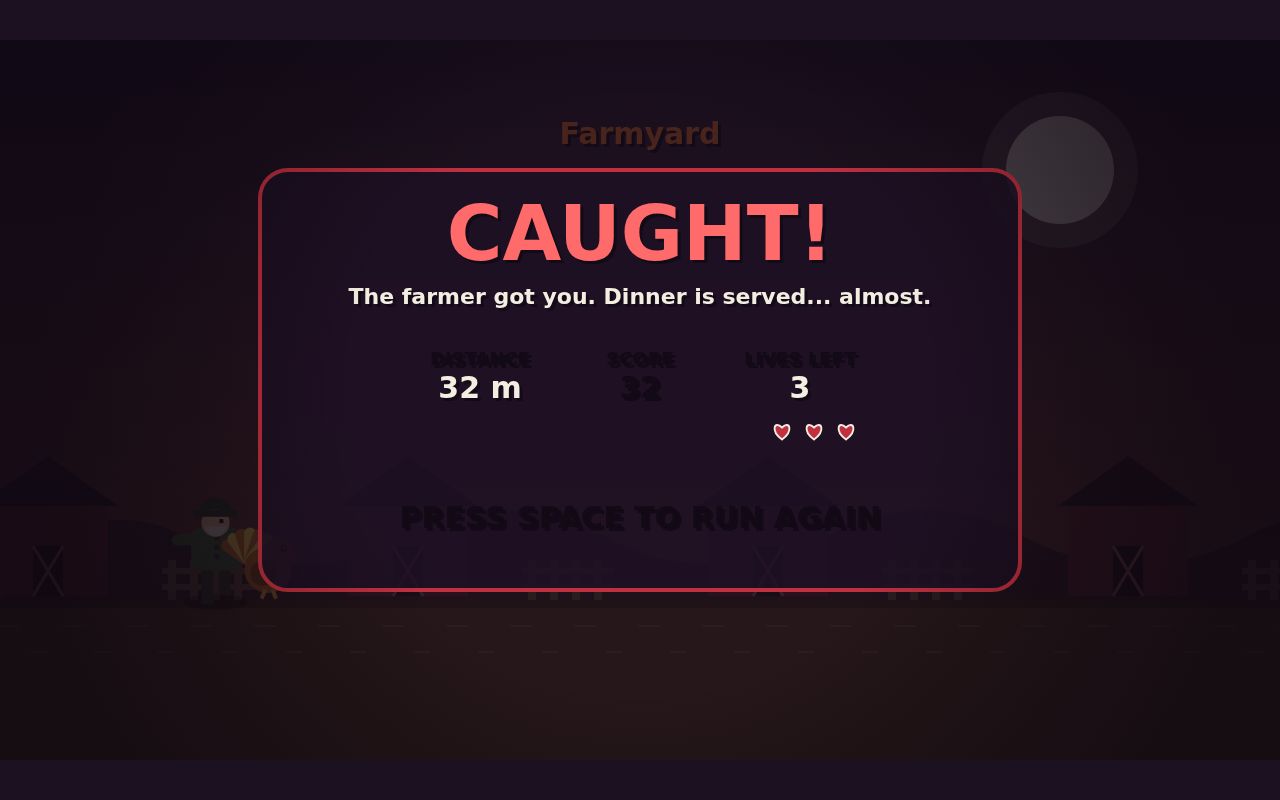 Farmyard
CAUGHT!
The farmer got you. Dinner is served... almost.
DISTANCE SCORE LIVES LEFT
32 m 32 3
PRESS SPACE TO RUN AGAIN